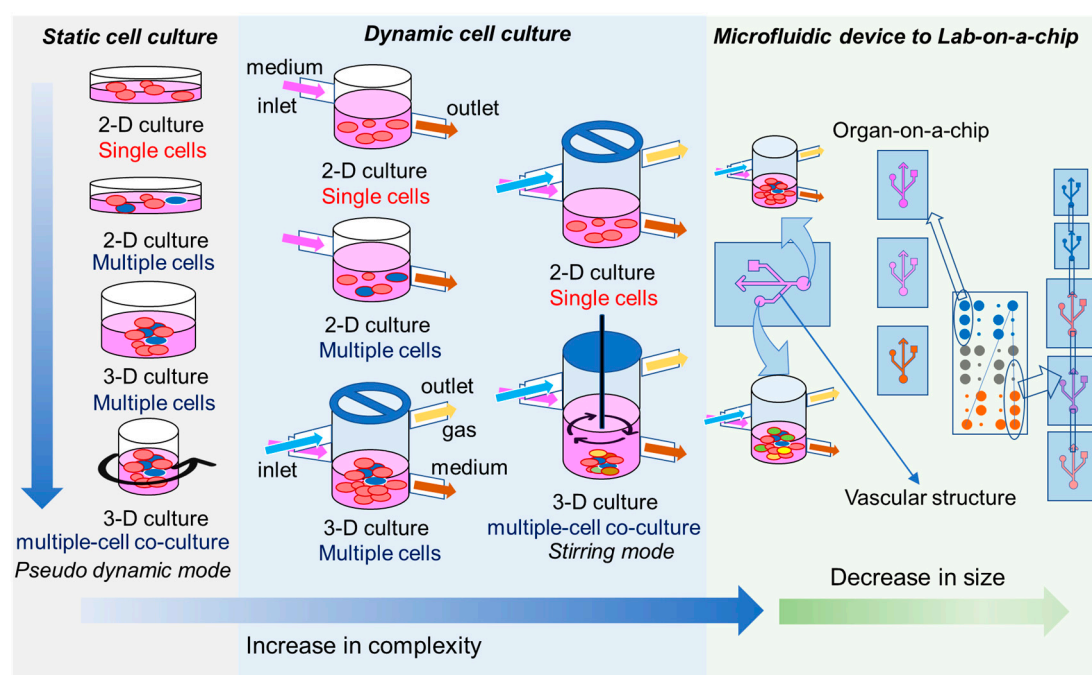 Static cell culture
2-D culture
Single cells
2-D culture
Multiple cells
3-D culture
Multiple cells
3-D culture
multiple-cell co-culture
Pseudo dynamic mode
Dynamic cell culture
medium
inlet
outlet
2-D culture
Single cells
2-D culture
Multiple cells
outlet
gas
inlet
medium
3-D culture
Multiple cells
2-D culture
Single cells
3-D culture
multiple-cell co-culture
Stirring mode
Microfluidic device to Lab-on-a-chip
Organ-on-a-chip
Vascular structure
Increase in complexity
Decrease in size